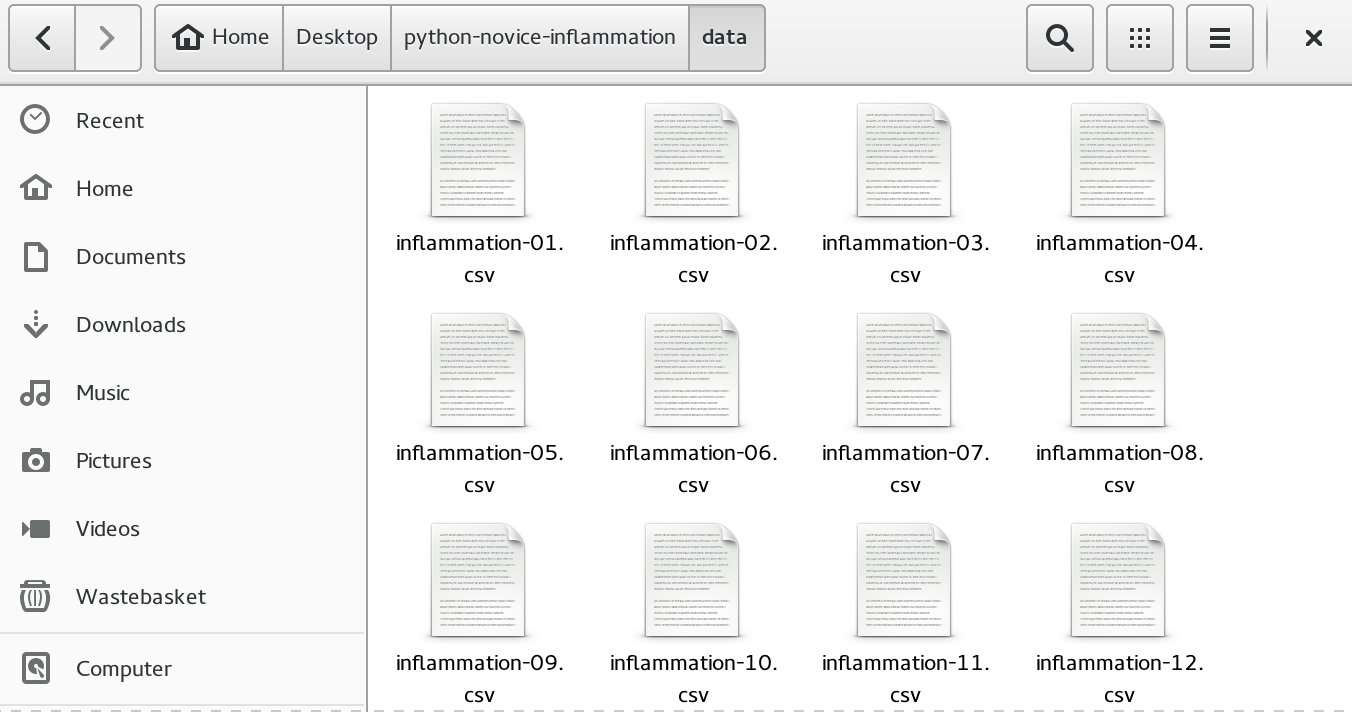 Home Desktop python-novice-inflammation data
Recent
Home
Documents
Downloads
Music
Pictures
Videos
Wastebasket
Computer
inflammation-01. inflammation-02. inflammation-03. inflammation-04.
csv csv csv csv
inflammation-05. inflammation-06. inflammation-07. inflammation-08.
csv csv csv csv
inflammation-09. inflammation-10. inflammation-11. inflammation-12.
csv csv csv csv